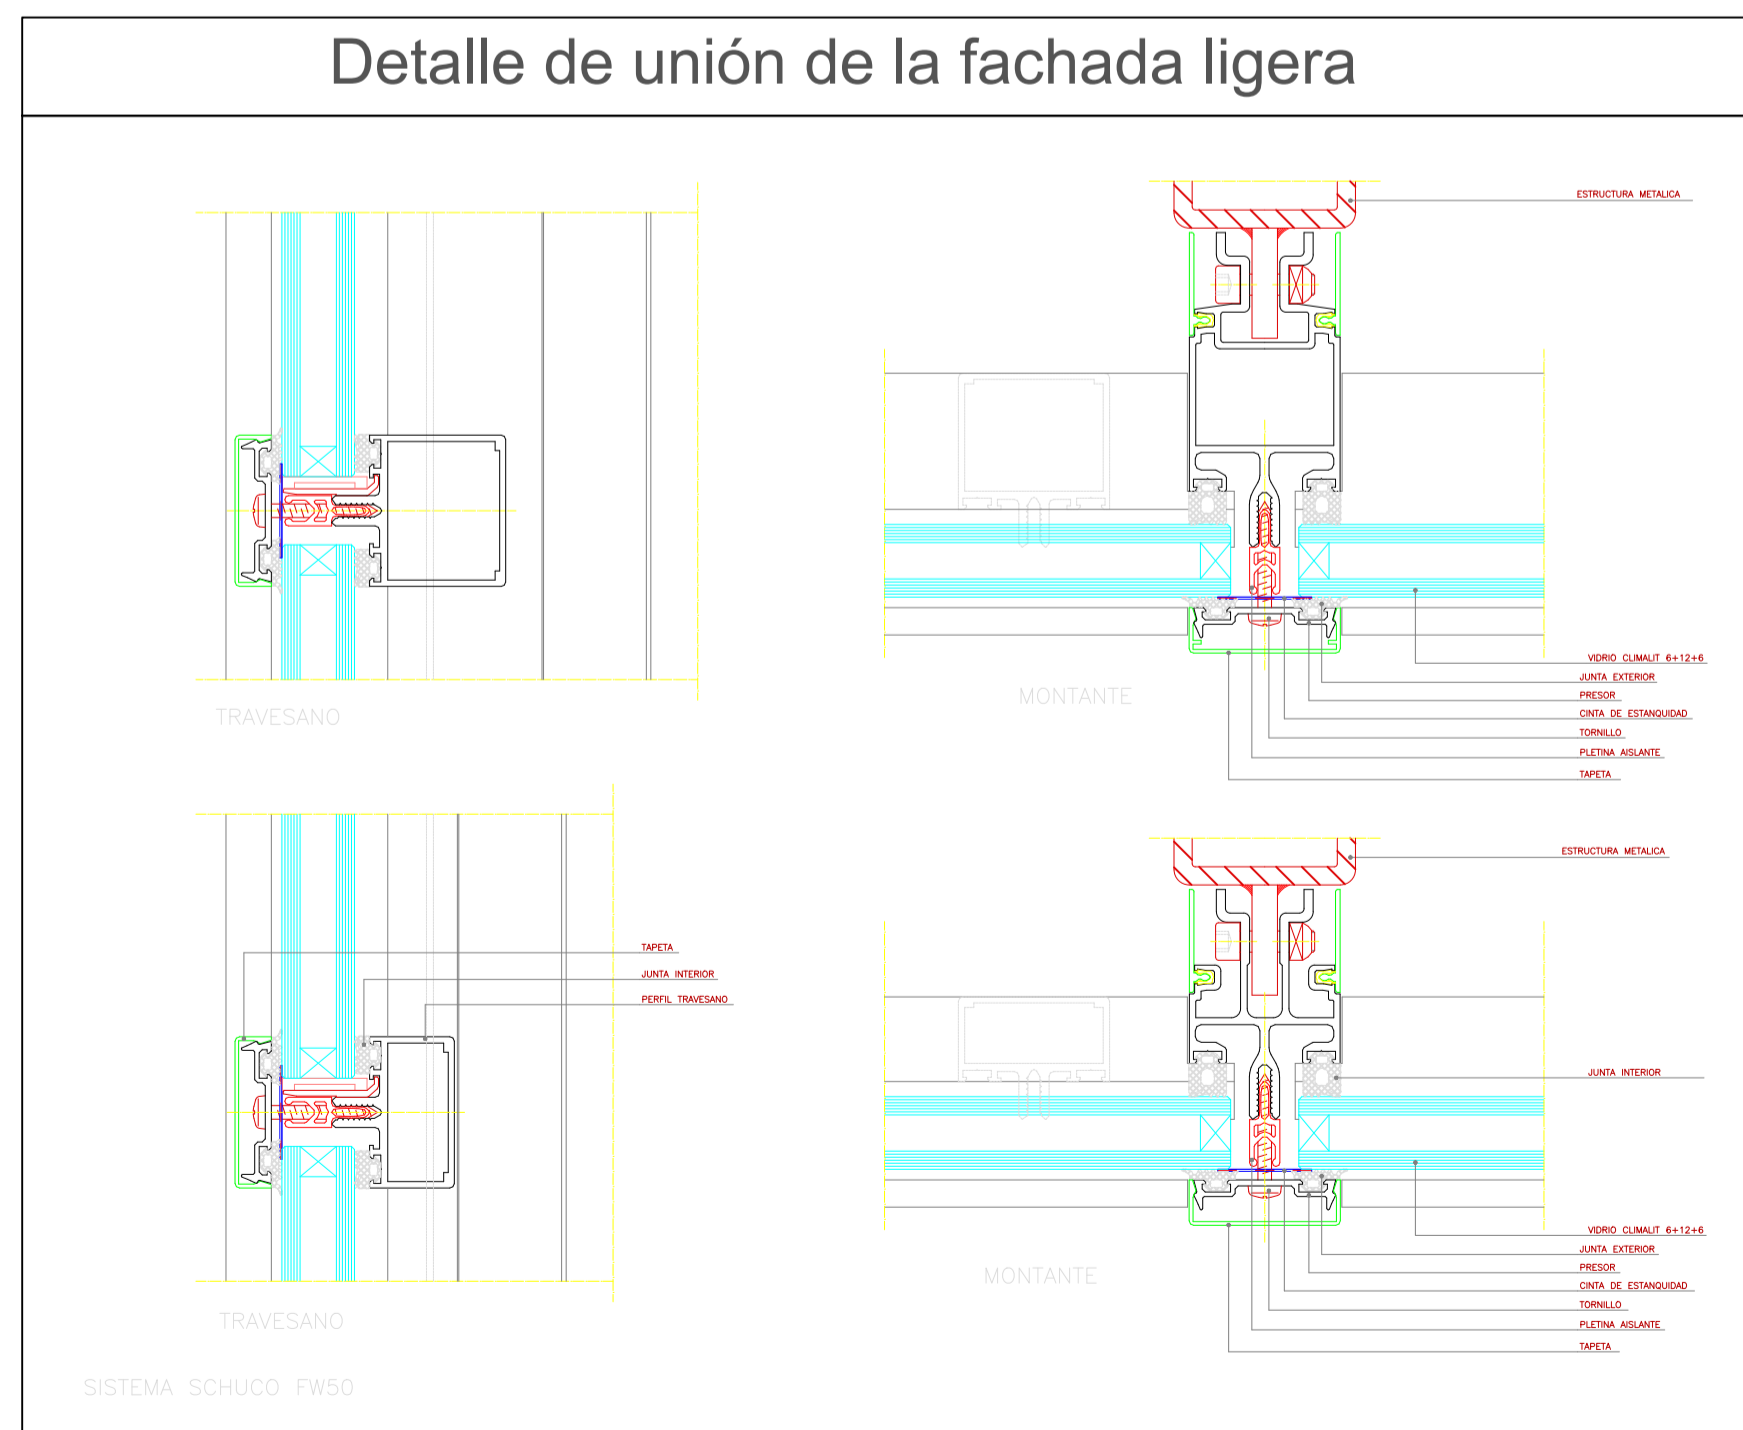 Detalle de unión de la fachada ligera
ESTRUCTURA METALICA
VIDRIO CLIMALIT 6+12+6
JUNTA EXTERIOR
PRESOR
CINTA DE ESTANQUIDAD
TORNILLO
PLETINA AISLANTE
TAPETA
TRAVESANO
MONTANTE
TAPETA
JUNTA INTERIOR
PERFIL TRAVESANO
ESTRUCTURA METALICA
JUNTA INTERIOR
VIDRIO CLIMALIT 6+12+6
JUNTA EXTERIOR
PRESOR
CINTA DE ESTANQUIDAD
TORNILLO
PLETINA AISLANTE
TAPETA
TRAVESANO
MONTANTE
SISTEMA SCHUCO FW50